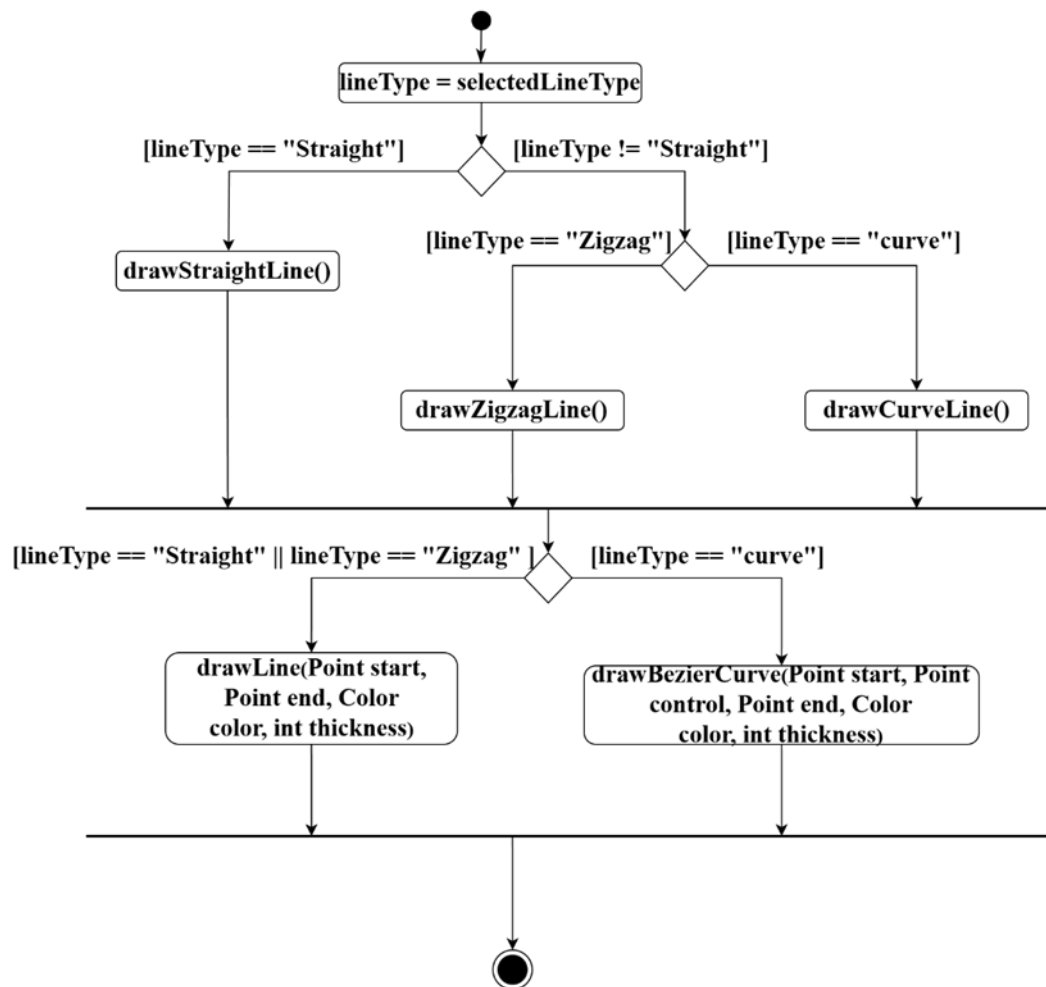 lineType = selectedLineType
[lineType == "Straight"]
[lineType != "Straight"]
[lineType == "Zigzag"]
[lineType == "curve"]
drawStraightLine()
drawZigzagLine()
drawCurveLine()
[lineType == "Straight" || lineType == "Zigzag" ]
[lineType == "curve"]
drawLine(Point start,
Point end, Color
color, int thickness)
drawBezierCurve(Point start, Point
control, Point end, Color
color, int thickness)